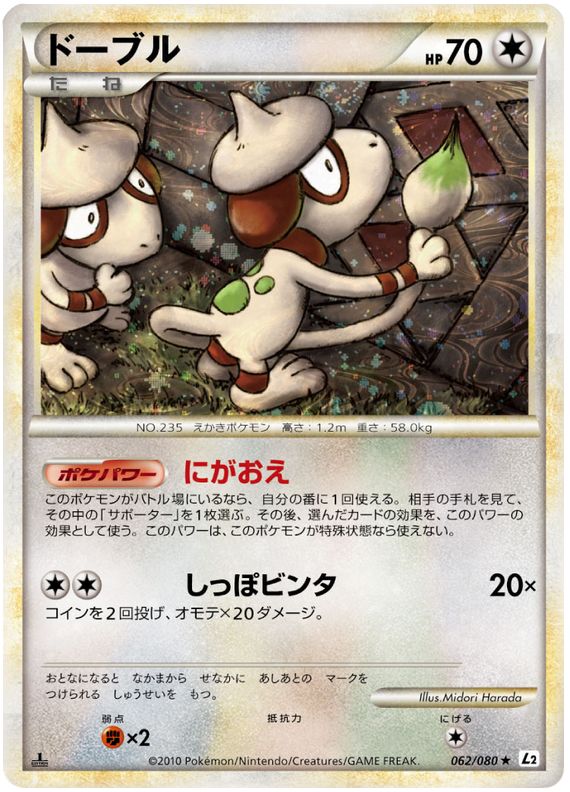 ドーブル
HP70
たね
NO.235 えかきポケモン 高さ:1.2m 重さ:58.0kg
ポケパワー にがおえ
このポケモンがバトル場にいるなら、自分の番に1回使える。相手の手札を見て、
その中の「サポーター」を1枚選ぶ。その後、選んだカードの効果を、このパワーの
効果として使う。このパワーは、このポケモンが特殊状態なら使えない。
しっぽビンタ 20×
コインを2回投げ、オモテ×20ダメージ。
おとなになると なかまから せなかに あしあとの マークを
つけられる しゅうせいを もつ。
Illus.Midori Harada
弱点 抵抗力 にげる
×2
1
©2010 Pokémon/Nintendo/Creatures/GAME FREAK.
062/080 ★ L2